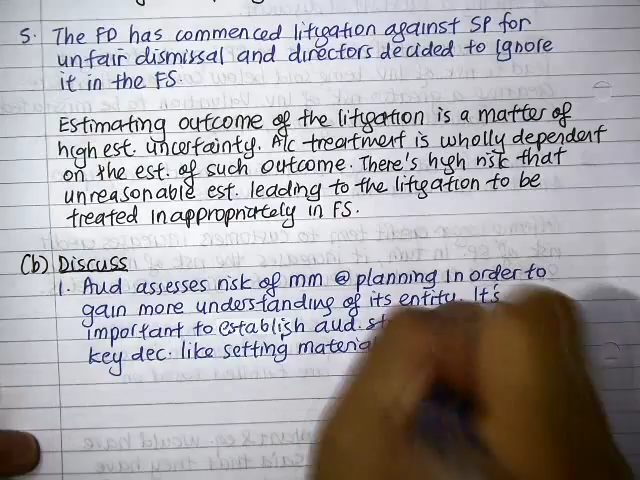 5. The FD has commenced litigation against SP for
unfair dismissal and directors decided to ignore
it in the FS.
Estimating outcome of the litigation is a matter of
high est. uncertainty. A/c treatment is wholly dependent
on the est. of such outcome. There's high risk that
unreasonable est. leading to the litigation to be
treated inappropriately in FS.
(b) Discuss
1. Aud assesses risk of mm @ planning in order to
gain more understanding of its entity. It's
important to establish aud. st
key dec. like setting materia